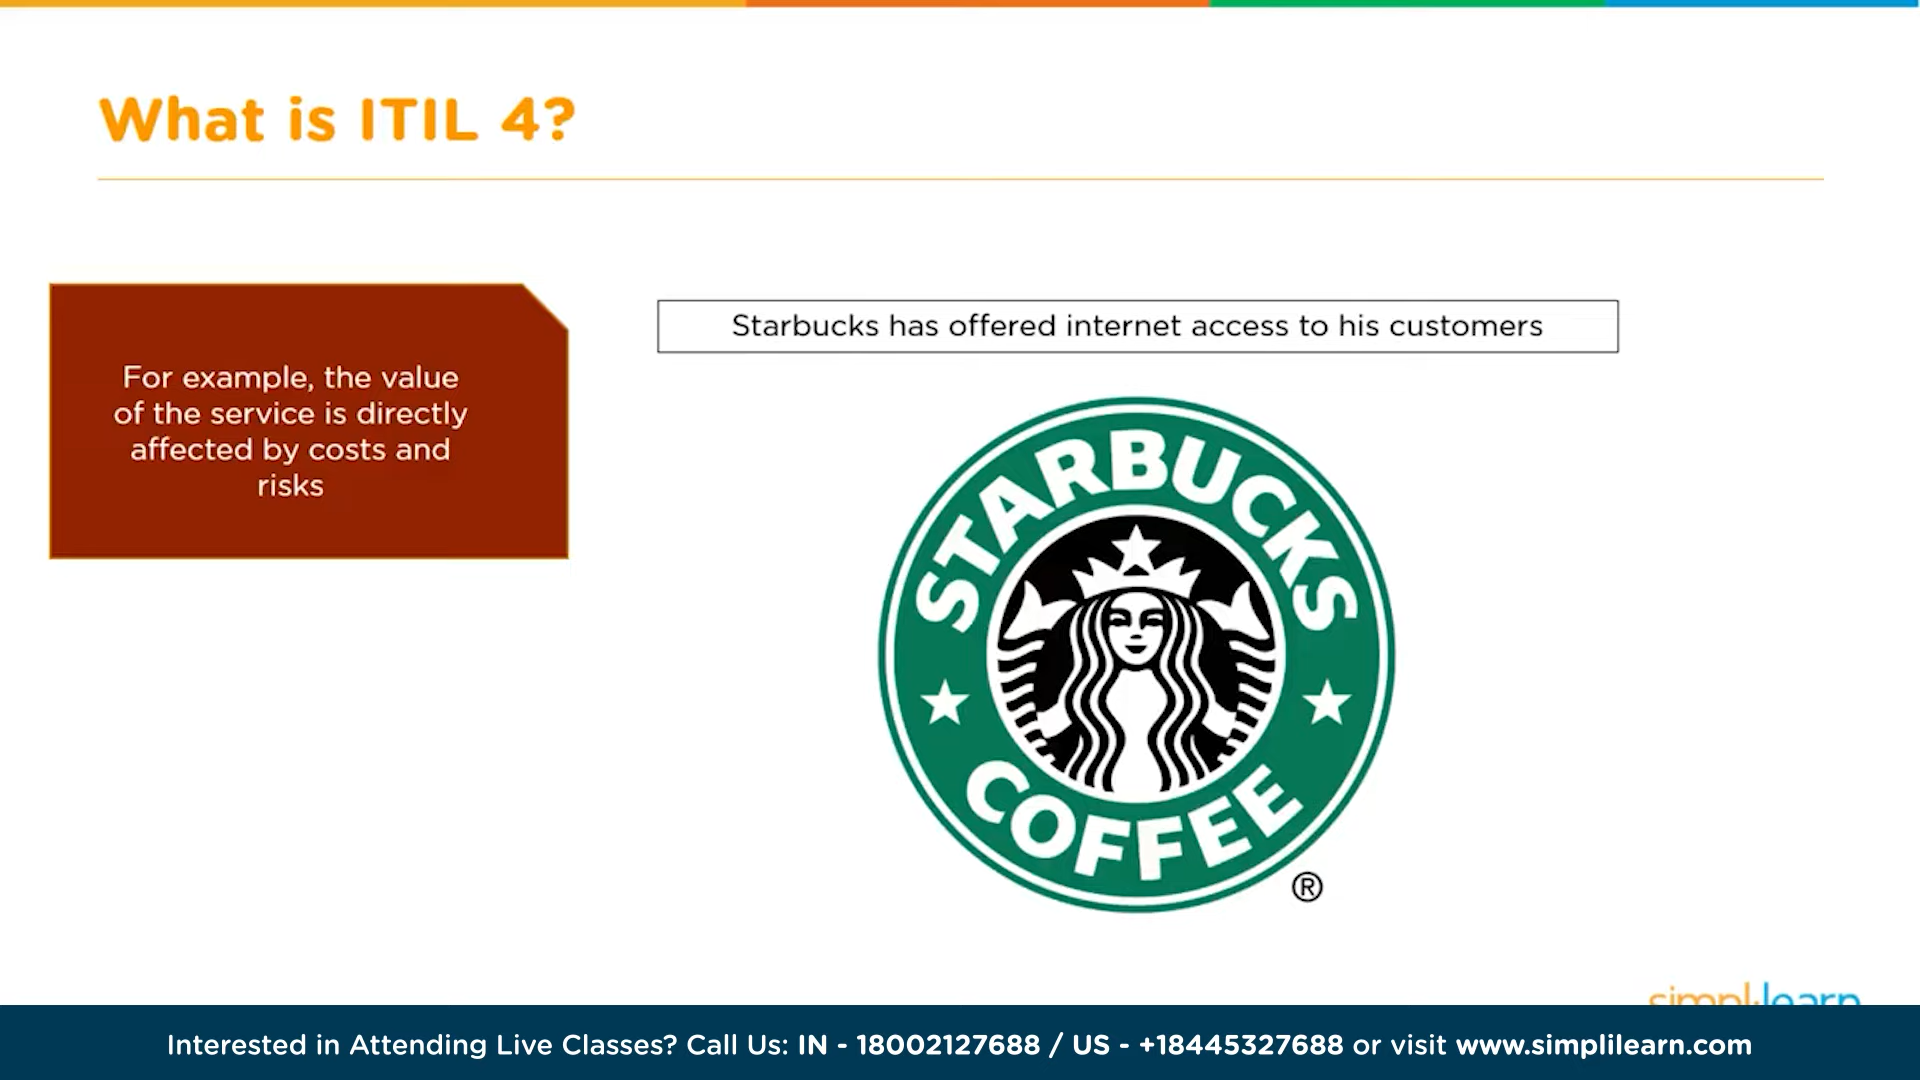 What is ITIL 4?
For example, the value
of the service is directly
affected by costs and
risks
Starbucks has offered internet access to his customers
STARBUCKS
COFFEE
®
simplilearn
Interested in Attending Live Classes? Call Us: IN - 18002127688 / US - +18445327688 or visit www.simplilearn.com